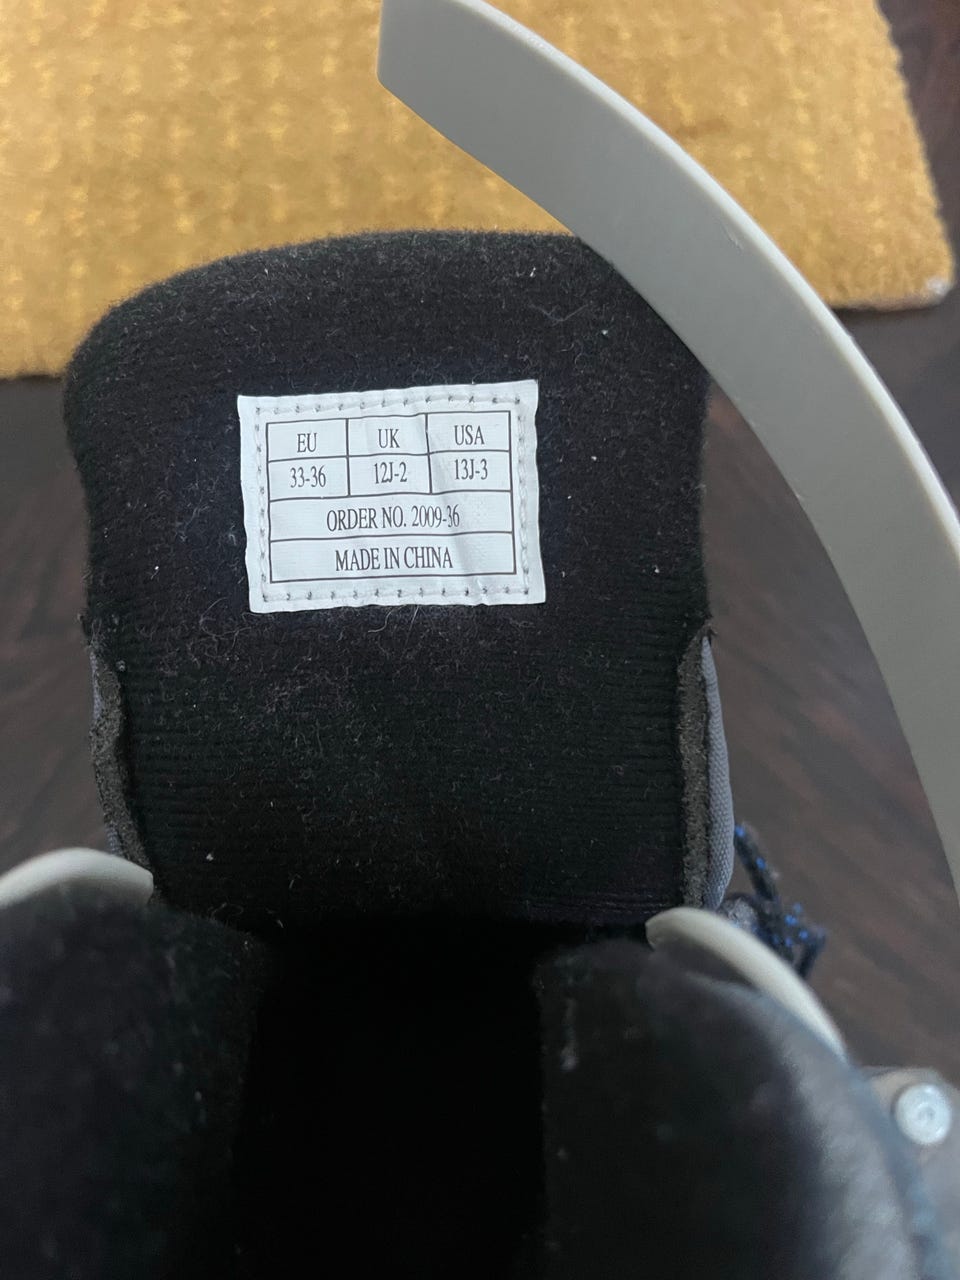 EU UK USA
33-36 12J-2 13J-3
ORDER NO. 2009-36
MADE IN CHINA